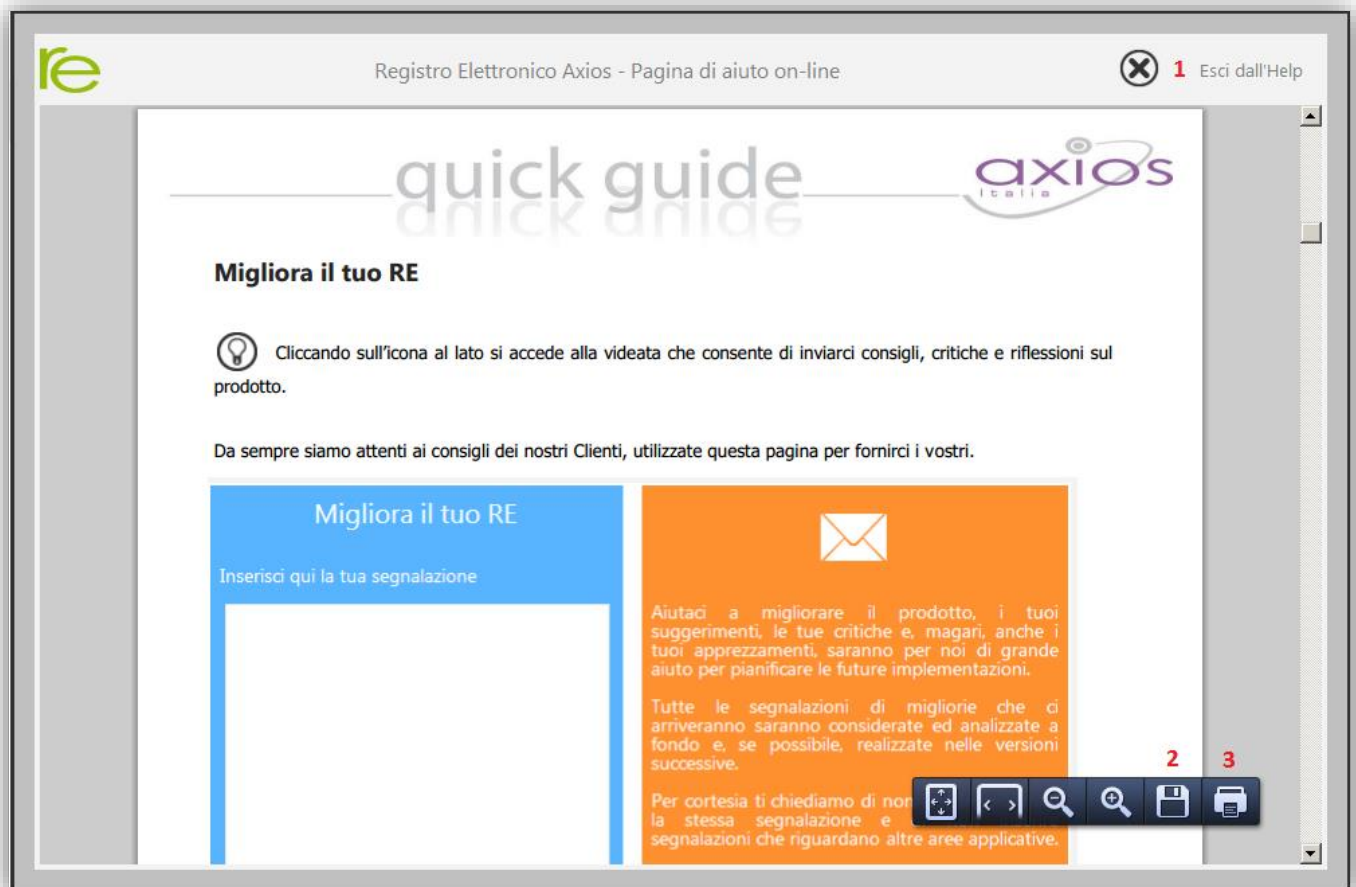 re
Registro Elettronico Axios - Pagina di aiuto on-line
1 Esci dall'Help
quick guide
axios
Italia
Migliora il tuo RE
Cliccando sull'icona al lato si accede alla videata che consente di inviarci consigli, critiche e riflessioni sul
prodotto.
Da sempre siamo attenti ai consigli dei nostri Clienti, utilizzate questa pagina per fornirci i vostri.
Migliora il tuo RE
Inserisci qui la tua segnalazione
Aiutaci a migliorare il prodotto, i tuoi
suggerimenti, le tue critiche e, magari, anche i
tuoi apprezzamenti, saranno per noi di grande
aiuto per pianificare le future implementazioni.
Tutte le segnalazioni di migliorie che ci
arriveranno saranno considerate ed analizzate a
fondo e, se possibile, realizzate nelle versioni
successive.
2 3
Per cortesia ti chiediamo di non
la stessa segnalazione e
segnalazioni che riguardano altre aree applicative.